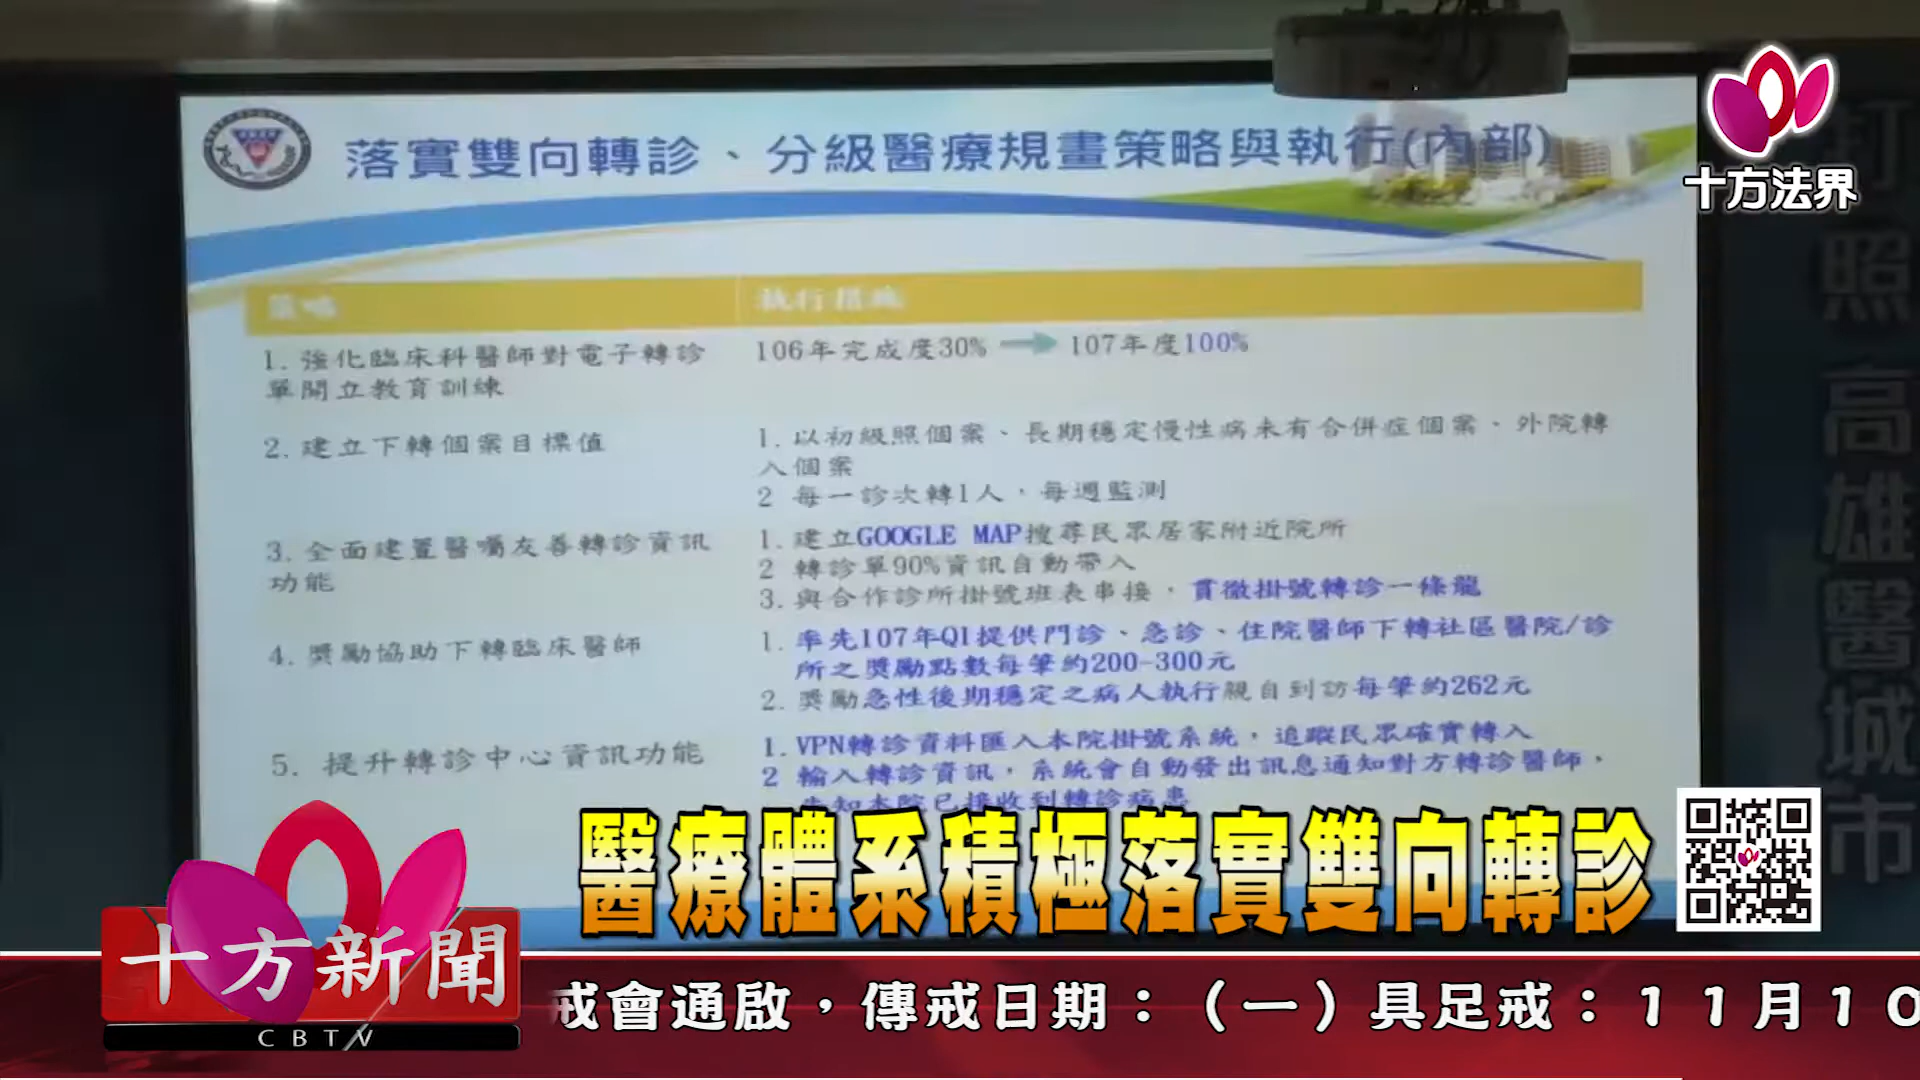 落實雙向轉診、分級醫療規畫策略與執行(內部)
十方法界
策略
執行措施
1. 強化臨床科醫師對電子轉診
單開立教育訓練
106年完成度30%
107年度100%
2. 建立下轉個案目標值
1. 以初級照個案、長期穩定慢性病未有合併症個案、外院轉
入個案
2 每一診次轉1人，每週監測
3. 全面建置醫囑友善轉診資訊
功能
1. 建立GOOGLE MAP搜尋民眾居家附近院所
2 轉診單90%資訊自動帶入
3. 與合作診所掛號班表串接，貫徹掛號轉診一條龍
4. 獎勵協助下轉臨床醫師
1. 率先107年Q1提供門診、急診、住院醫師下轉社區醫院/診
所之獎勵點數每筆約200-300元
2. 獎勵急性後期穩定之病人執行親自到訪每筆約262元
5. 提升轉診中心資訊功能
1. VPN轉診資料匯入本院掛號系統，追蹤民眾確實轉入
2 輸入轉診資訊，系統會自動發出訊息通知對方轉診醫師，
告知本院已接收到轉診病患
打照 高雄醫城市
醫療體系積極落實雙向轉診
十方新聞
CBTV
戒會通啟，傳戒日期：（一）具足戒：１１月１０